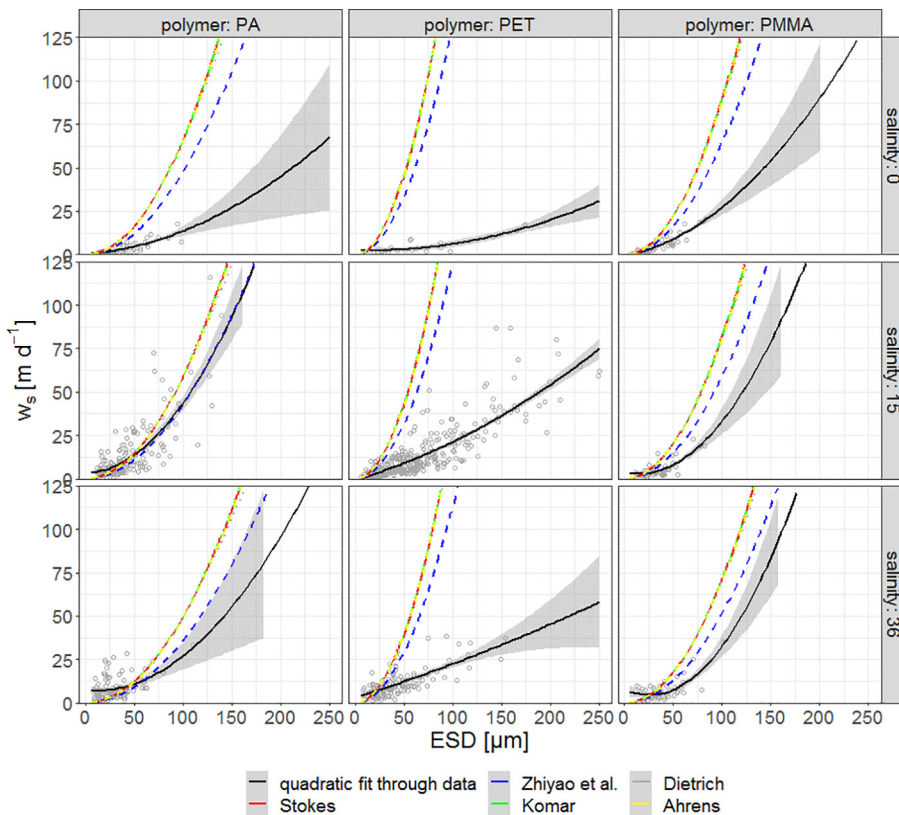 polymer: PA polymer: PET polymer: PMMA
125
100
75
50
25
0
salinity: 0
125
100
75
50
25
0
salinity: 15
125
100
75
50
25
0
salinity: 36
wₛ [m d⁻¹]
0 50 100 150 200 250 0 50 100 150 200 250 0 50 100 150 200 250
ESD [µm]
quadratic fit through data Zhiyao et al. Dietrich
Stokes Komar Ahrens